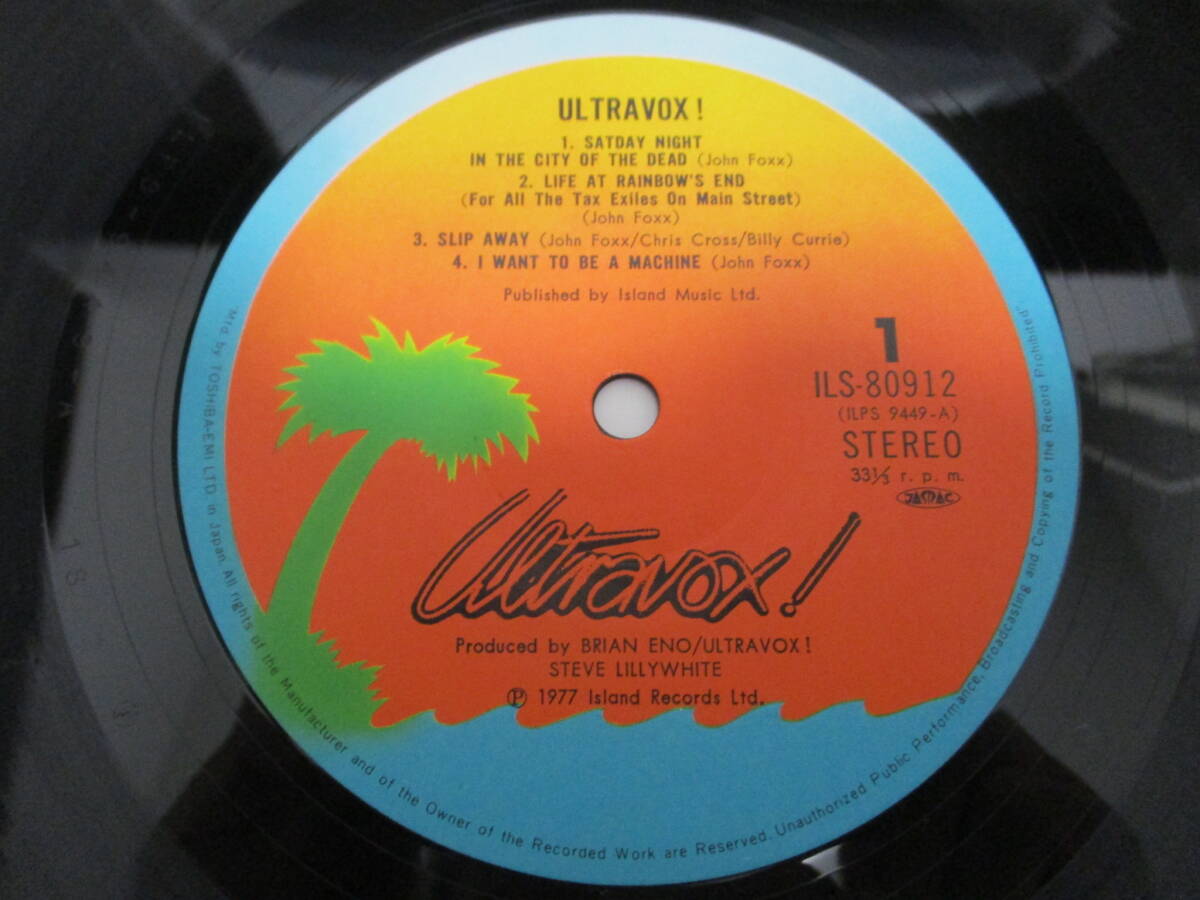 ULTRAVOX!
1. SATDAY NIGHT
IN THE CITY OF THE DEAD (John Foxx)
2. LIFE AT RAINBOW'S END
(For All The Tax Exiles On Main Street)
(John Foxx)
3. SLIP AWAY (John Foxx/Chris Cross/Billy Currie)
4. I WANT TO BE A MACHINE (John Foxx)
Published by Island Music Ltd.
1
ILS-80912
(ILPS 9449-A)
STEREO
33⅓ r. p. m.
JASRAC
Ultravox!
Produced by BRIAN ENO/ULTRAVOX!
STEVE LILLYWHITE
Ⓟ 1977 Island Records Ltd.
"Mfd. by TOSHIBA-EMI LTD. in Japan. All rights of the Manufacturer and of the Owner of the Recorded Work are Reserved. Unauthorized Public Performance, Broadcasting and Copying of the Record Prohibited."